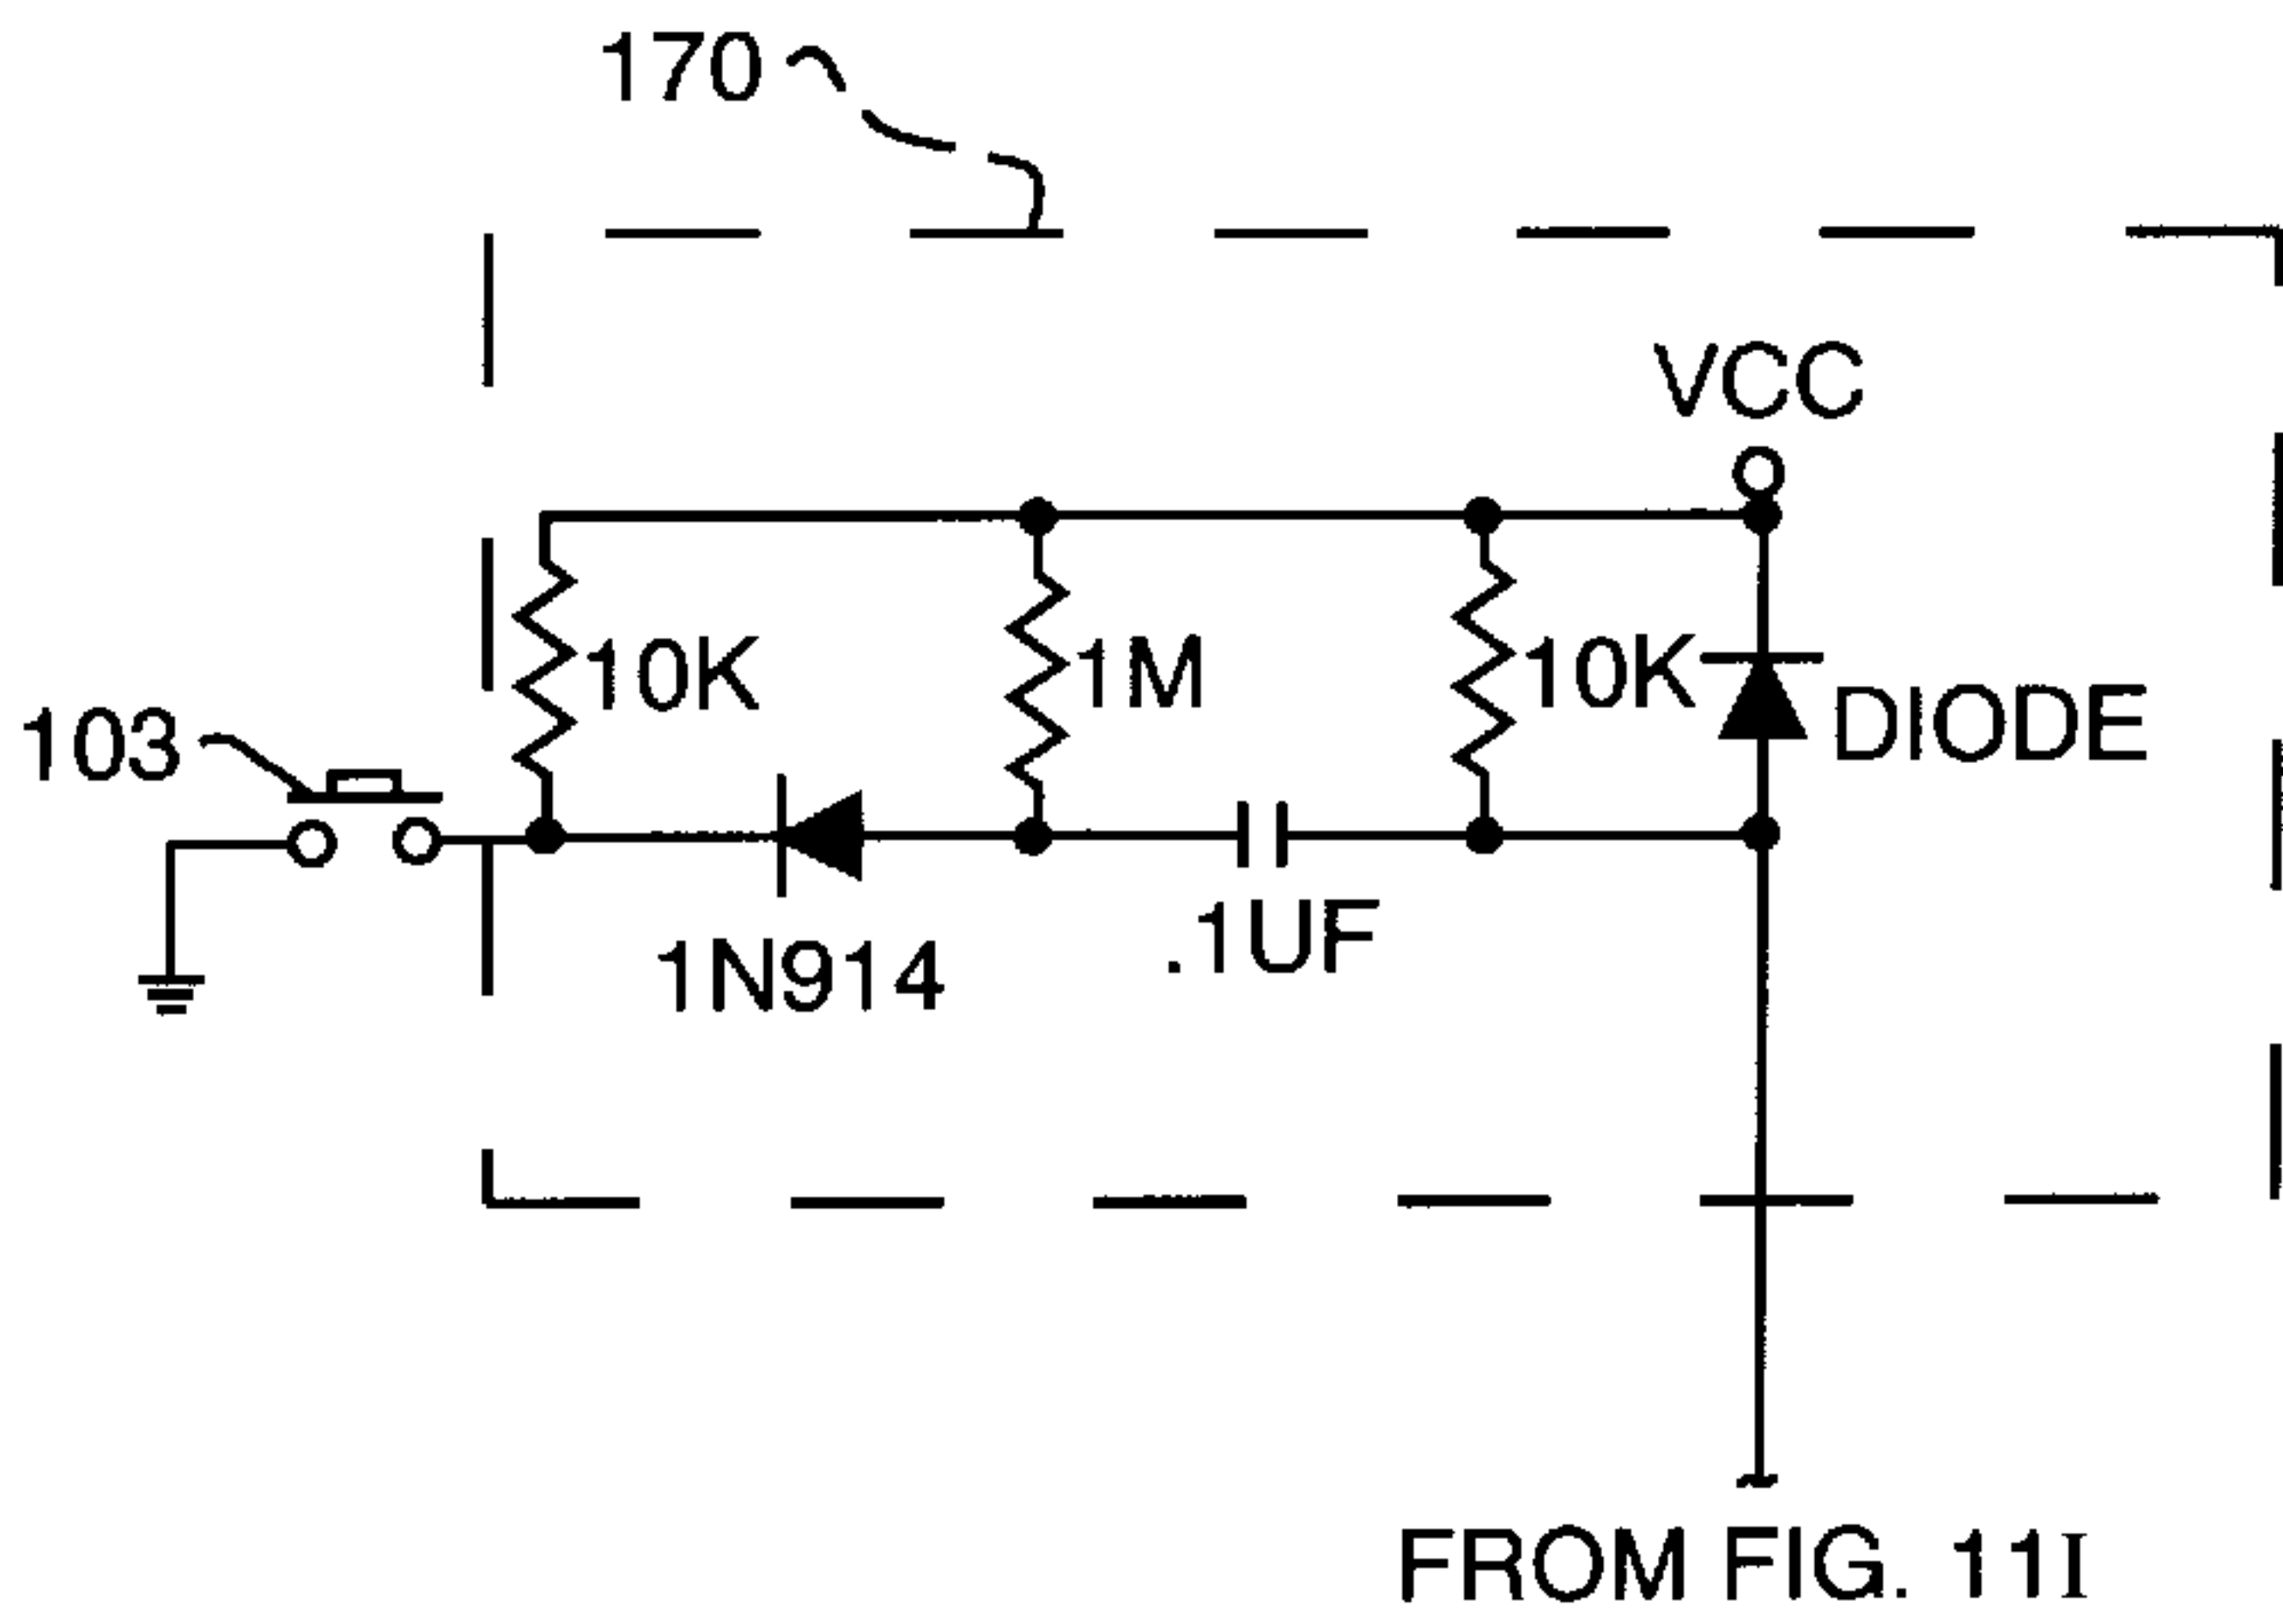 170
VCC
10K
1M
10K
DIODE
103
1N914
.1UF
FROM FIG. 11I